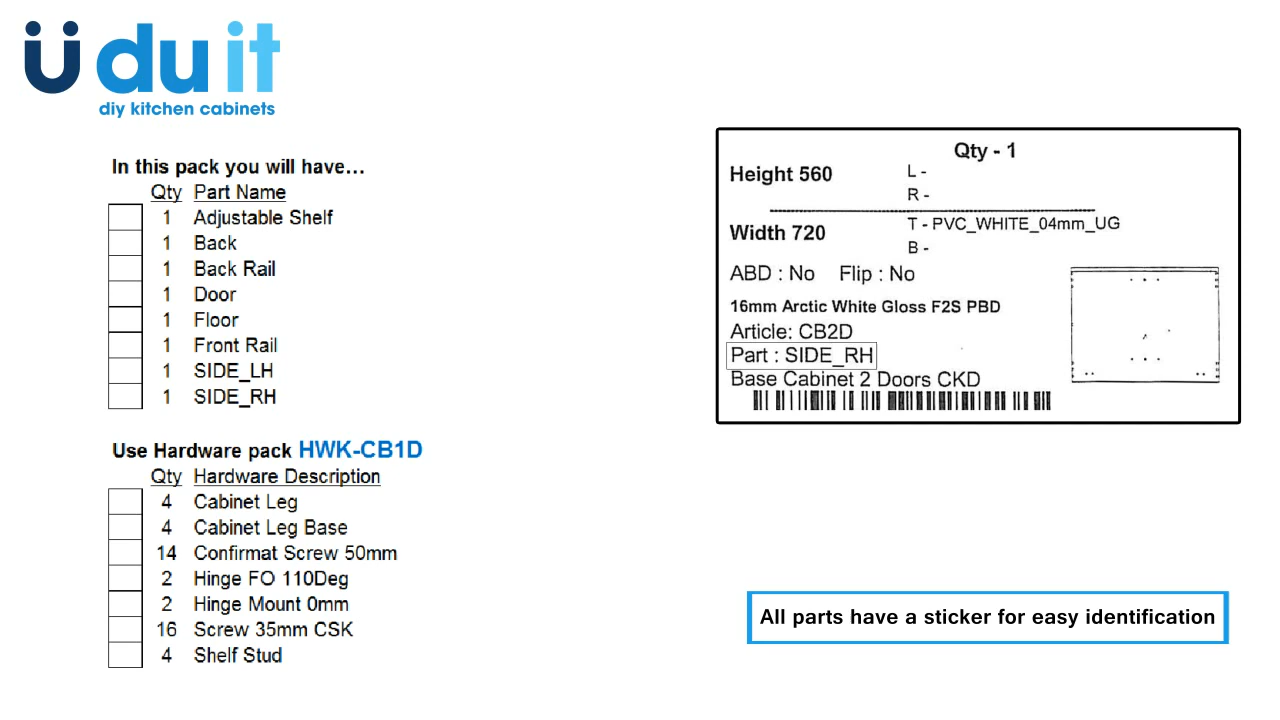 Ü du it
diy kitchen cabinets
In this pack you will have...
Qty Part Name
1 Adjustable Shelf
1 Back
1 Back Rail
1 Door
1 Floor
1 Front Rail
1 SIDE_LH
1 SIDE_RH
Use Hardware pack HWK-CB1D
Qty Hardware Description
4 Cabinet Leg
4 Cabinet Leg Base
14 Confirmat Screw 50mm
2 Hinge FO 110Deg
2 Hinge Mount 0mm
16 Screw 35mm CSK
4 Shelf Stud
Qty - 1
Height 560
L -
R -
Width 720
T - PVC_WHITE_04mm_UG
B -
ABD : No Flip : No
16mm Arctic White Gloss F2S PBD
Article: CB2D
Part : SIDE_RH
Base Cabinet 2 Doors CKD
All parts have a sticker for easy identification